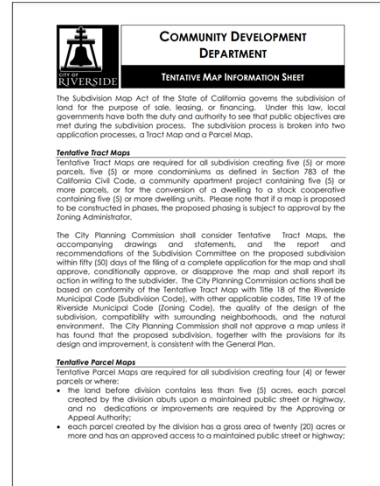 COMMUNITY DEVELOPMENT
DEPARTMENT
CITY OF
RIVERSIDE
TENTATIVE MAP INFORMATION SHEET
The Subdivision Map Act of the State of California governs the subdivision of
land for the purpose of sale, leasing, or financing. Under this law, local
governments have both the duty and authority to see that public objectives are
met during the subdivision process. The subdivision process is broken into two
application processes, a Tract Map and a Parcel Map.
Tentative Tract Maps
Tentative Tract Maps are required for all subdivision creating five (5) or more
parcels, five (5) or more condominiums as defined in Section 783 of the
California Civil Code, a community apartment project containing five (5) or
more parcels, or for the conversion of a dwelling to a stock cooperative
containing five (5) or more dwelling units. Please note that if a map is proposed
to be constructed in phases, the proposed phasing is subject to approval by the
Zoning Administrator.
The City Planning Commission shall consider Tentative Tract Maps, the
accompanying drawings and statements, and the report and
recommendations of the Subdivision Committee on the proposed subdivision
within fifty (50) days of the filing of a complete application for the map and shall
approve, conditionally approve, or disapprove the map and shall report its
action in writing to the subdivider. The City Planning Commission actions shall be
based on conformity of the Tentative Tract Map with Title 18 of the Riverside
Municipal Code (Subdivision Code), with other applicable codes, Title 19 of the
Riverside Municipal Code (Zoning Code), the quality of the design of the
subdivision, compatibility with surrounding neighborhoods, and the natural
environment. The City Planning Commission shall not approve a map unless it
has found that the proposed subdivision, together with the provisions for its
design and improvement, is consistent with the General Plan.
Tentative Parcel Maps
Tentative Parcel Maps are required for all subdivision creating four (4) or fewer
parcels or where:
• the land before division contains less than five (5) acres, each parcel
created by the division abuts upon a maintained public street or highway,
and no dedications or improvements are required by the Approving or
Appeal Authority;
• each parcel created by the division has a gross area of twenty (20) acres or
more and has an approved access to a maintained public street or highway;